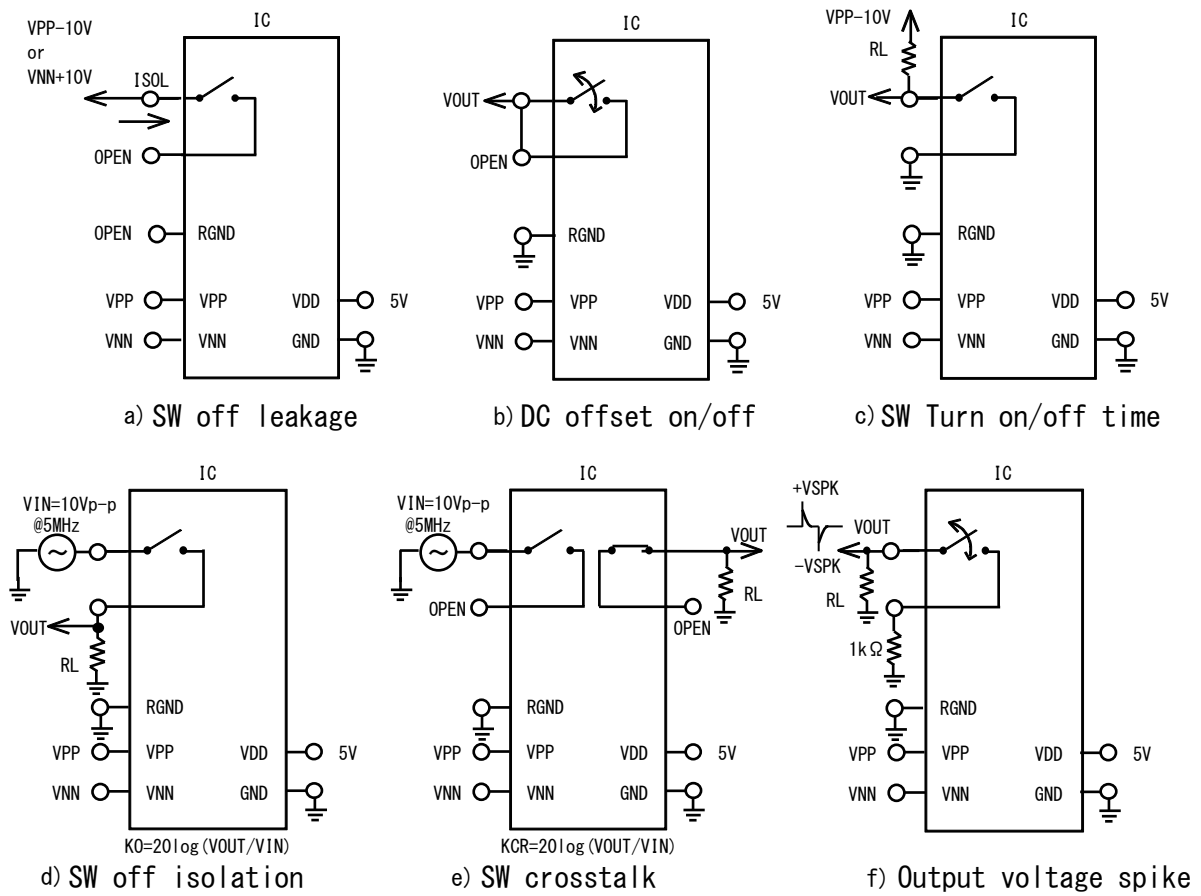 IC
VPP-10V
or
VNN+10V
ISOL
OPEN
OPEN
RGND
VPP
VPP
VDD
5V
VNN
VNN
GND
a) SW off leakage
IC
VOUT
OPEN
RGND
VPP
VPP
VDD
5V
VNN
VNN
GND
b) DC offset on/off
IC
VPP-10V
RL
VOUT
RGND
VPP
VPP
VDD
5V
VNN
VNN
GND
c) SW Turn on/off time
IC
VIN=10Vp-p
@5MHz
~
VOUT
RL
RGND
VPP
VPP
VDD
5V
VNN
VNN
GND
KO=20log(VOUT/VIN)
d) SW off isolation
IC
VIN=10Vp-p
@5MHz
~
VOUT
RL
OPEN
OPEN
RGND
VPP
VPP
VDD
5V
VNN
VNN
GND
KCR=20log(VOUT/VIN)
e) SW crosstalk
IC
+VSPK
VOUT
-VSPK
RL
1kΩ
RGND
VPP
VPP
VDD
5V
VNN
VNN
GND
f) Output voltage spike